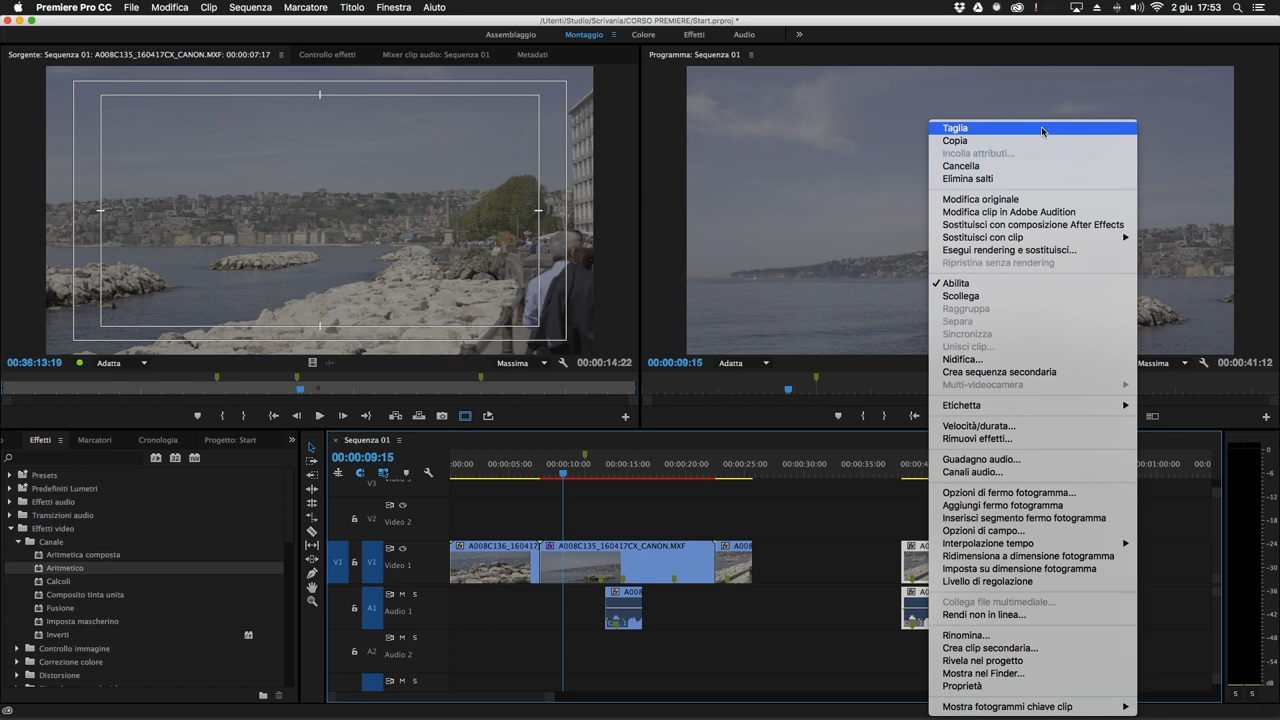 Premiere Pro CC File Modifica Clip Sequenza Marcatore Titolo Finestra Aiuto 2 giu 17:53
/Utenti/Studio/Scrivania/CORSO PREMIERE/Start.prproj *
Assemblaggio Montaggio Colore Effetti Audio
Sorgente: Sequenza 01: A008C135_160417CX_CANON.MXF: 00:00:07:17 Controllo effetti Mixer clip audio: Sequenza 01 Metadati
Programma: Sequenza 01
Taglia
Copia
Incolla attributi...
Cancella
Elimina salti
Modifica originale
Modifica clip in Adobe Audition
Sostituisci con composizione After Effects
Sostituisci con clip
Esegui rendering e sostituisci...
Ripristina senza rendering
Abilita
Scollega
Raggruppa
Separa
Sincronizza
Unisci clip...
Nidifica...
Crea sequenza secondaria
Multi-videocamera
Etichetta
Velocità/durata...
Rimuovi effetti...
Guadagno audio...
Canali audio...
Opzioni di fermo fotogramma...
Aggiungi fermo fotogramma
Inserisci segmento fermo fotogramma
Opzioni di campo...
Interpolazione tempo
Ridimensiona a dimensione fotogramma
Imposta su dimensione fotogramma
Livello di regolazione
Collega file multimediale...
Rendi non in linea...
Rinomina...
Crea clip secondaria...
Rivela nel progetto
Mostra nel Finder...
Proprietà
Mostra fotogrammi chiave clip
00:36:13:19 Adatta Massima 00:00:14:22
00:00:09:15 Adatta Massima 00:00:41:12
Effetti Marcatori Cronologia Progetto: Start
Presets
Predefiniti Lumetri
Effetti audio
Transizioni audio
Effetti video
Canale
Aritmetica composta
Aritmetico
Calcoli
Composito tinta unita
Fusione
Imposta mascherino
Inverti
Controllo immagine
Correzione colore
Distorsione
Sequenza 01
00:00:09:15
:00:00 00:00:05:00 00:00:10:00 00:00:15:00 00:00:20:00 00:00:25:00 00:00:30:00 00:00:35:00 00:01:00:00
V3
V2 Video 2
V1 V1 Video 1
A008C136_160417 A008C135_160417CX_CANON.MXF A008
A1 M S Audio 1
A008
A2 M S Audio 2
M S
0
-6
-12
-18
-24
-30
-36
-42
-48
S S